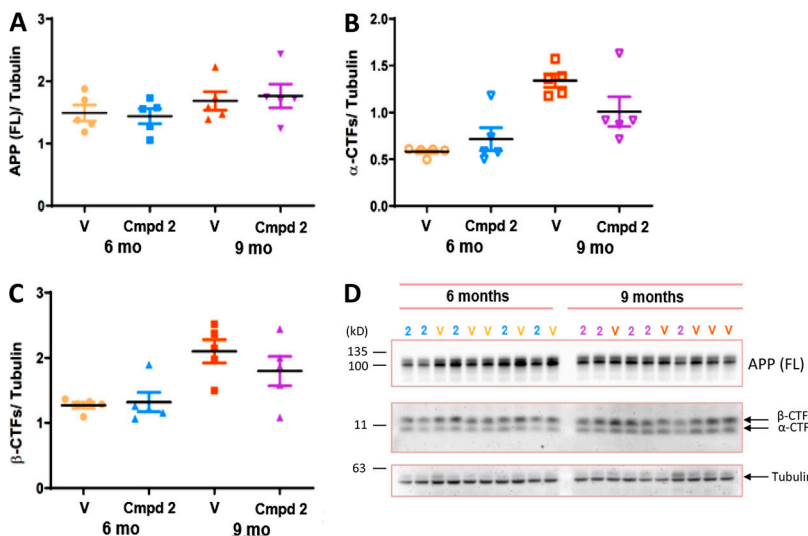 A
APP (FL)/ Tubulin
3
2
1
0
V Cmpd 2 V Cmpd 2
6 mo 9 mo
B
α-CTFs/ Tubulin
2.0
1.5
1.0
0.5
0.0
V Cmpd 2 V Cmpd 2
6 mo 9 mo
C
β-CTFs/ Tubulin
3
2
1
0
V Cmpd 2 V Cmpd 2
6 mo 9 mo
D
6 months 9 months
(kD) 2 2 V 2 V V 2 V 2 V 2 2 V 2 2 V 2 V V V
135
100 APP (FL)
11 β-CTF
α-CTF
63
Tubulin